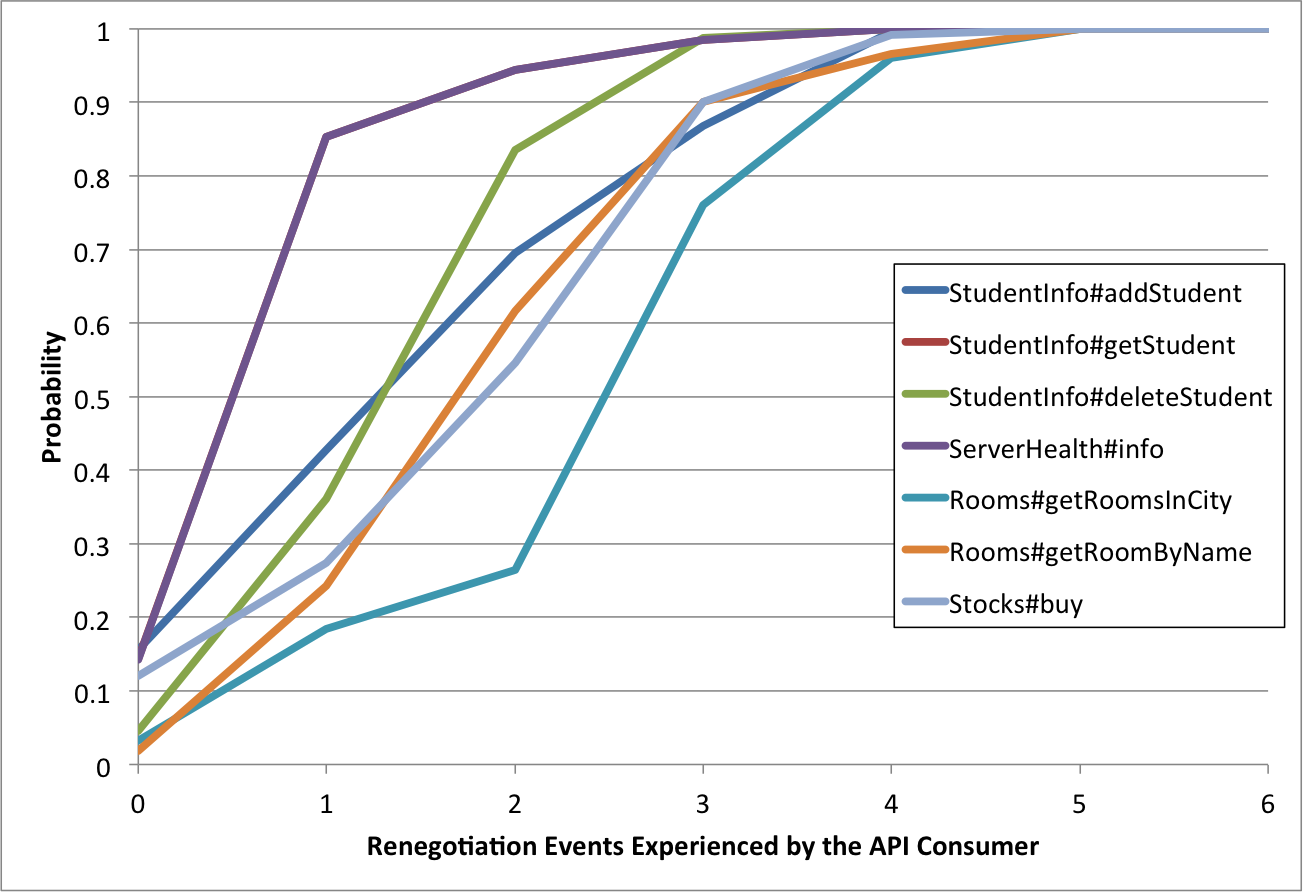 1
0.9
0.8
0.7
0.6
0.5
0.4
0.3
0.2
0.1
0
Probability
0 1 2 3 4 5 6
Renegotiation Events Experienced by the API Consumer
StudentInfo#addStudent
StudentInfo#getStudent
StudentInfo#deleteStudent
ServerHealth#info
Rooms#getRoomsInCity
Rooms#getRoomByName
Stocks#buy